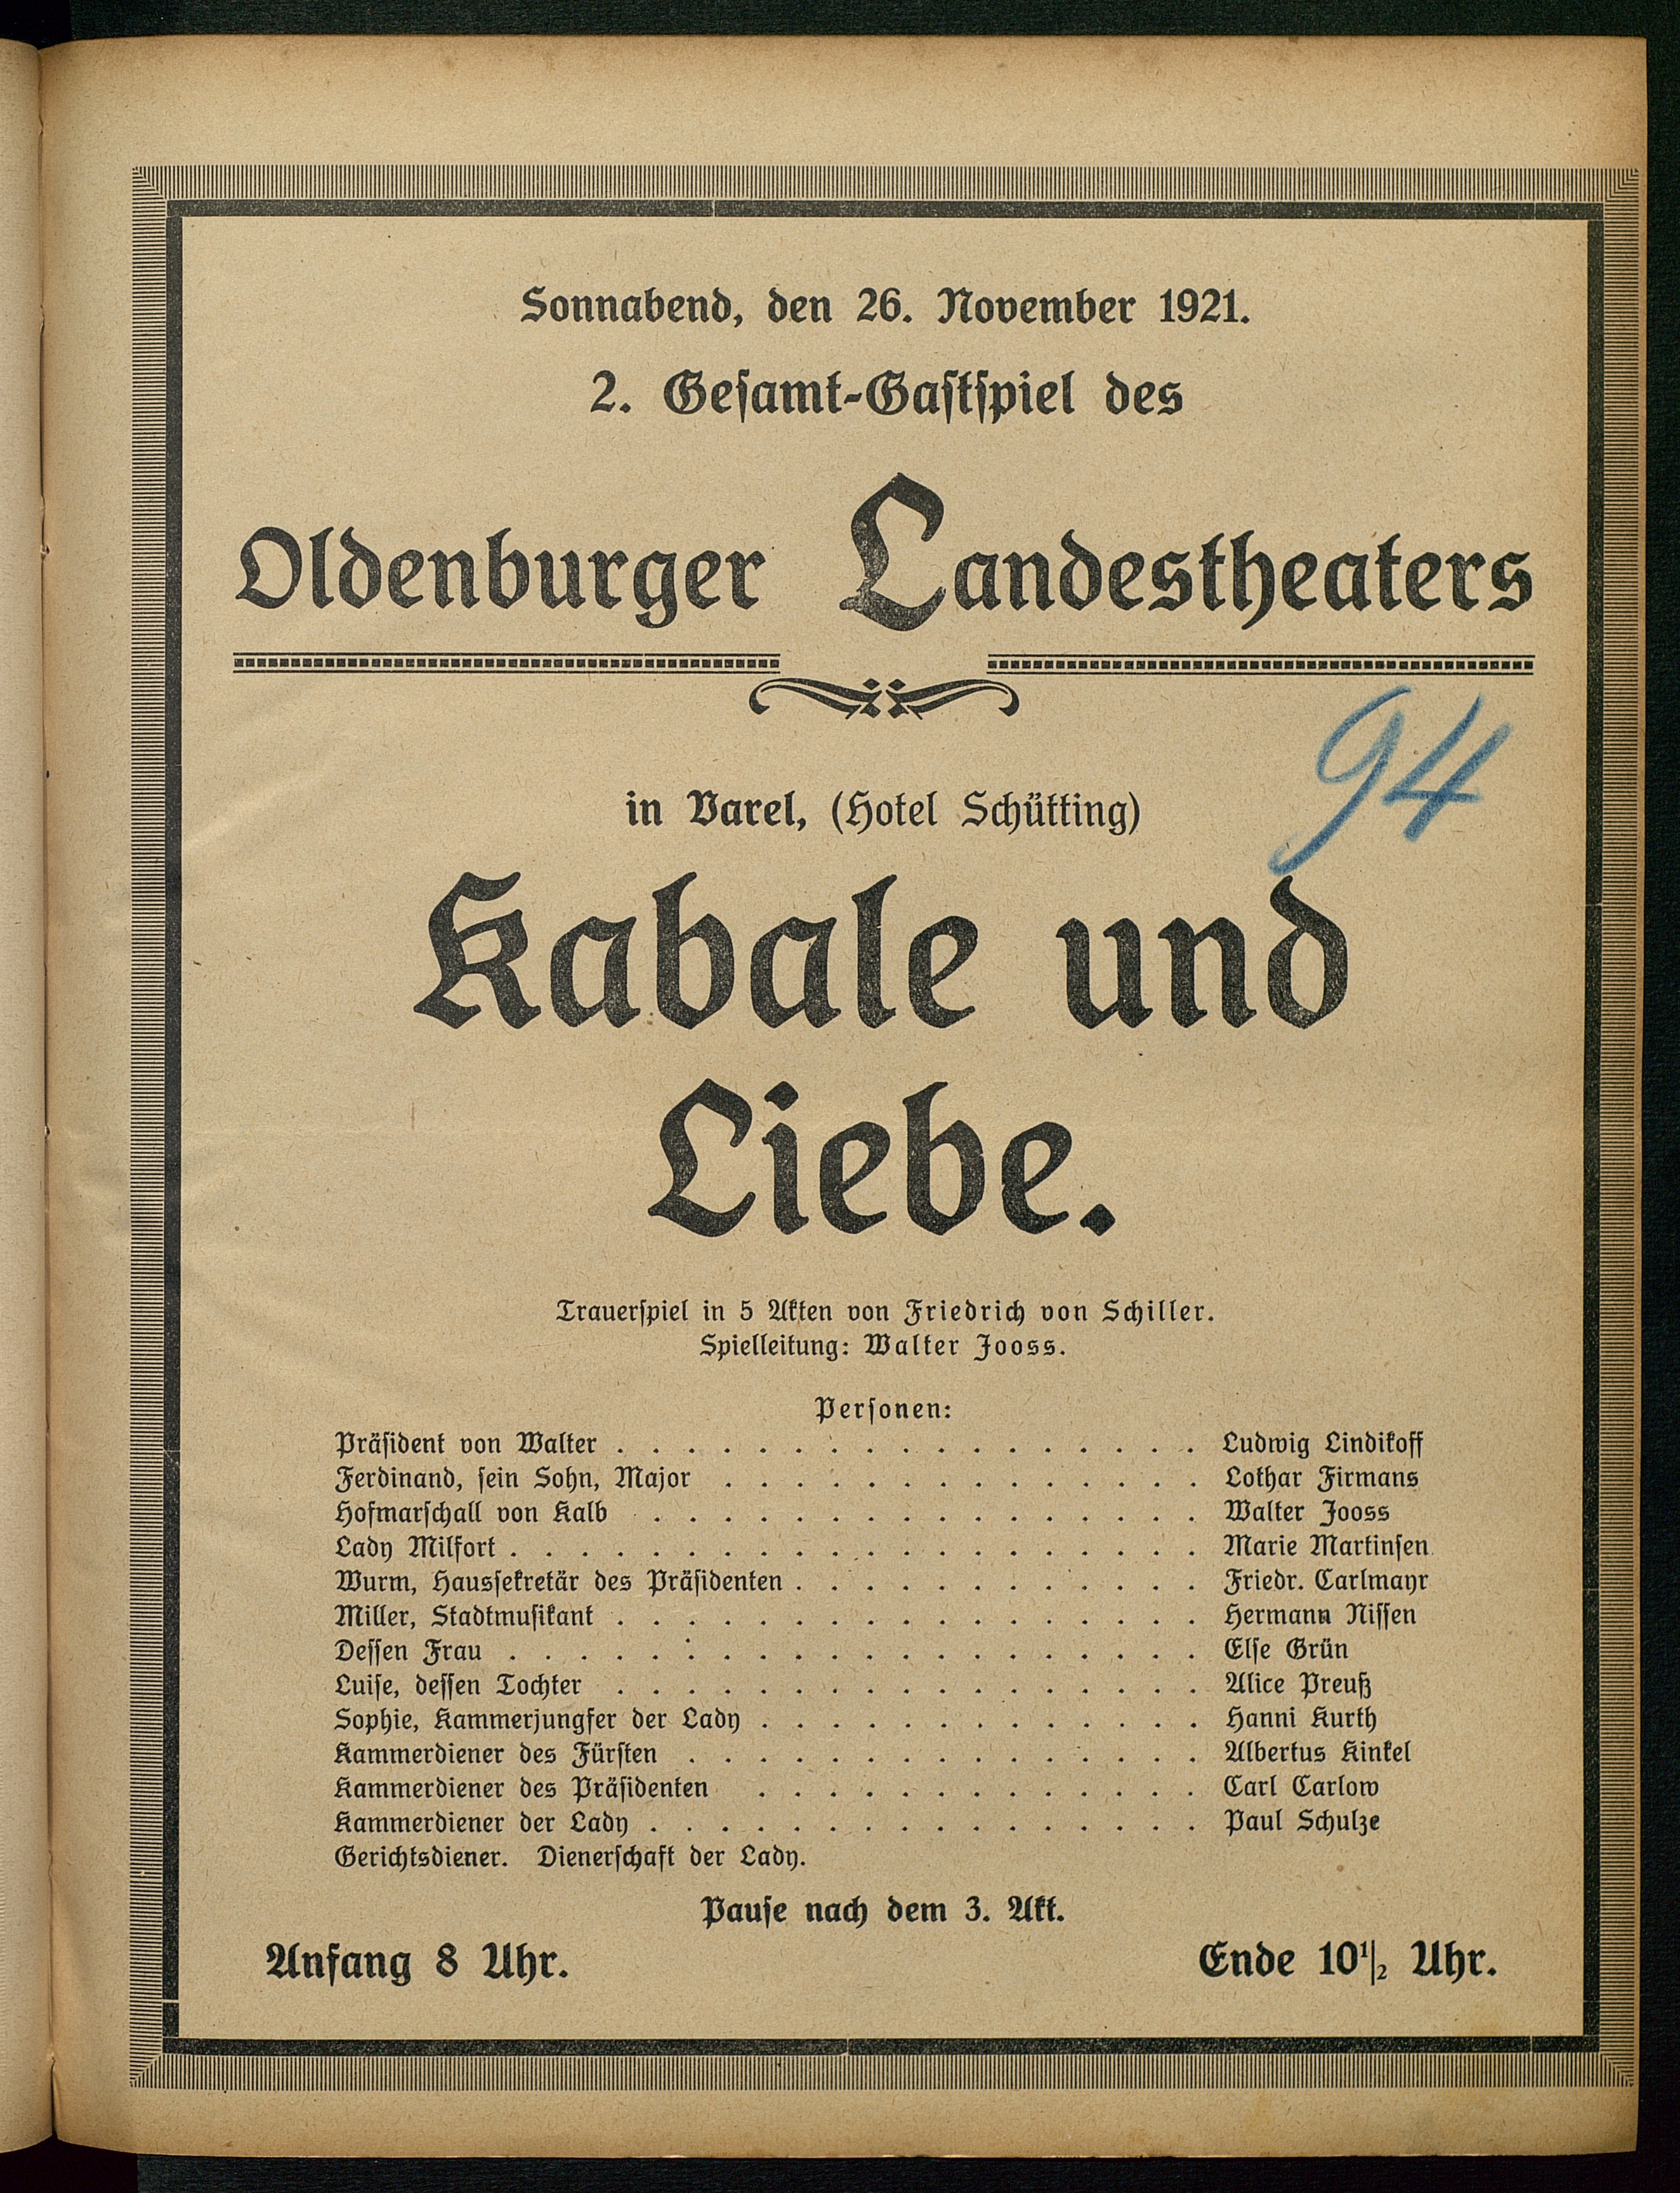 Sonnabend, den 26. November 1921.
2. Gesamt-Gastspiel des
Oldenburger Landestheaters
94
in Varel, (Hotel Schütting)
Kabale und
Liebe.
Trauerspiel in 5 Akten von Friedrich von Schiller.
Spielleitung: Walter Jooss.
Personen:
Präsident von Walter . . . . . . . . . . . . . . . . . Ludwig Lindikoff
Ferdinand, sein Sohn, Major . . . . . . . . . . . . . . Lothar Firmans
Hofmarschall von Kalb . . . . . . . . . . . . . . . . Walter Jooss
Lady Milfort . . . . . . . . . . . . . . . . . . . . Marie Martinsen
Wurm, Haussekretär des Präsidenten . . . . . . . . . . . . Friedr. Carlmayr
Miller, Stadtmusikant . . . . . . . . . . . . . . . . . Hermann Nissen
Dessen Frau . . . . . . . . . . . . . . . . . . . . Else Grün
Luise, dessen Tochter . . . . . . . . . . . . . . . . . Alice Preuß
Sophie, Kammerjungfer der Lady . . . . . . . . . . . . . Hanni Kurth
Kammerdiener des Fürsten . . . . . . . . . . . . . . . Albertus Kinkel
Kammerdiener des Präsidenten . . . . . . . . . . . . . Carl Carlow
Kammerdiener der Lady . . . . . . . . . . . . . . . . Paul Schulze
Gerichtsdiener. Dienerschaft der Lady.
Pause nach dem 3. Akt.
Anfang 8 Uhr. Ende 10½ Uhr.